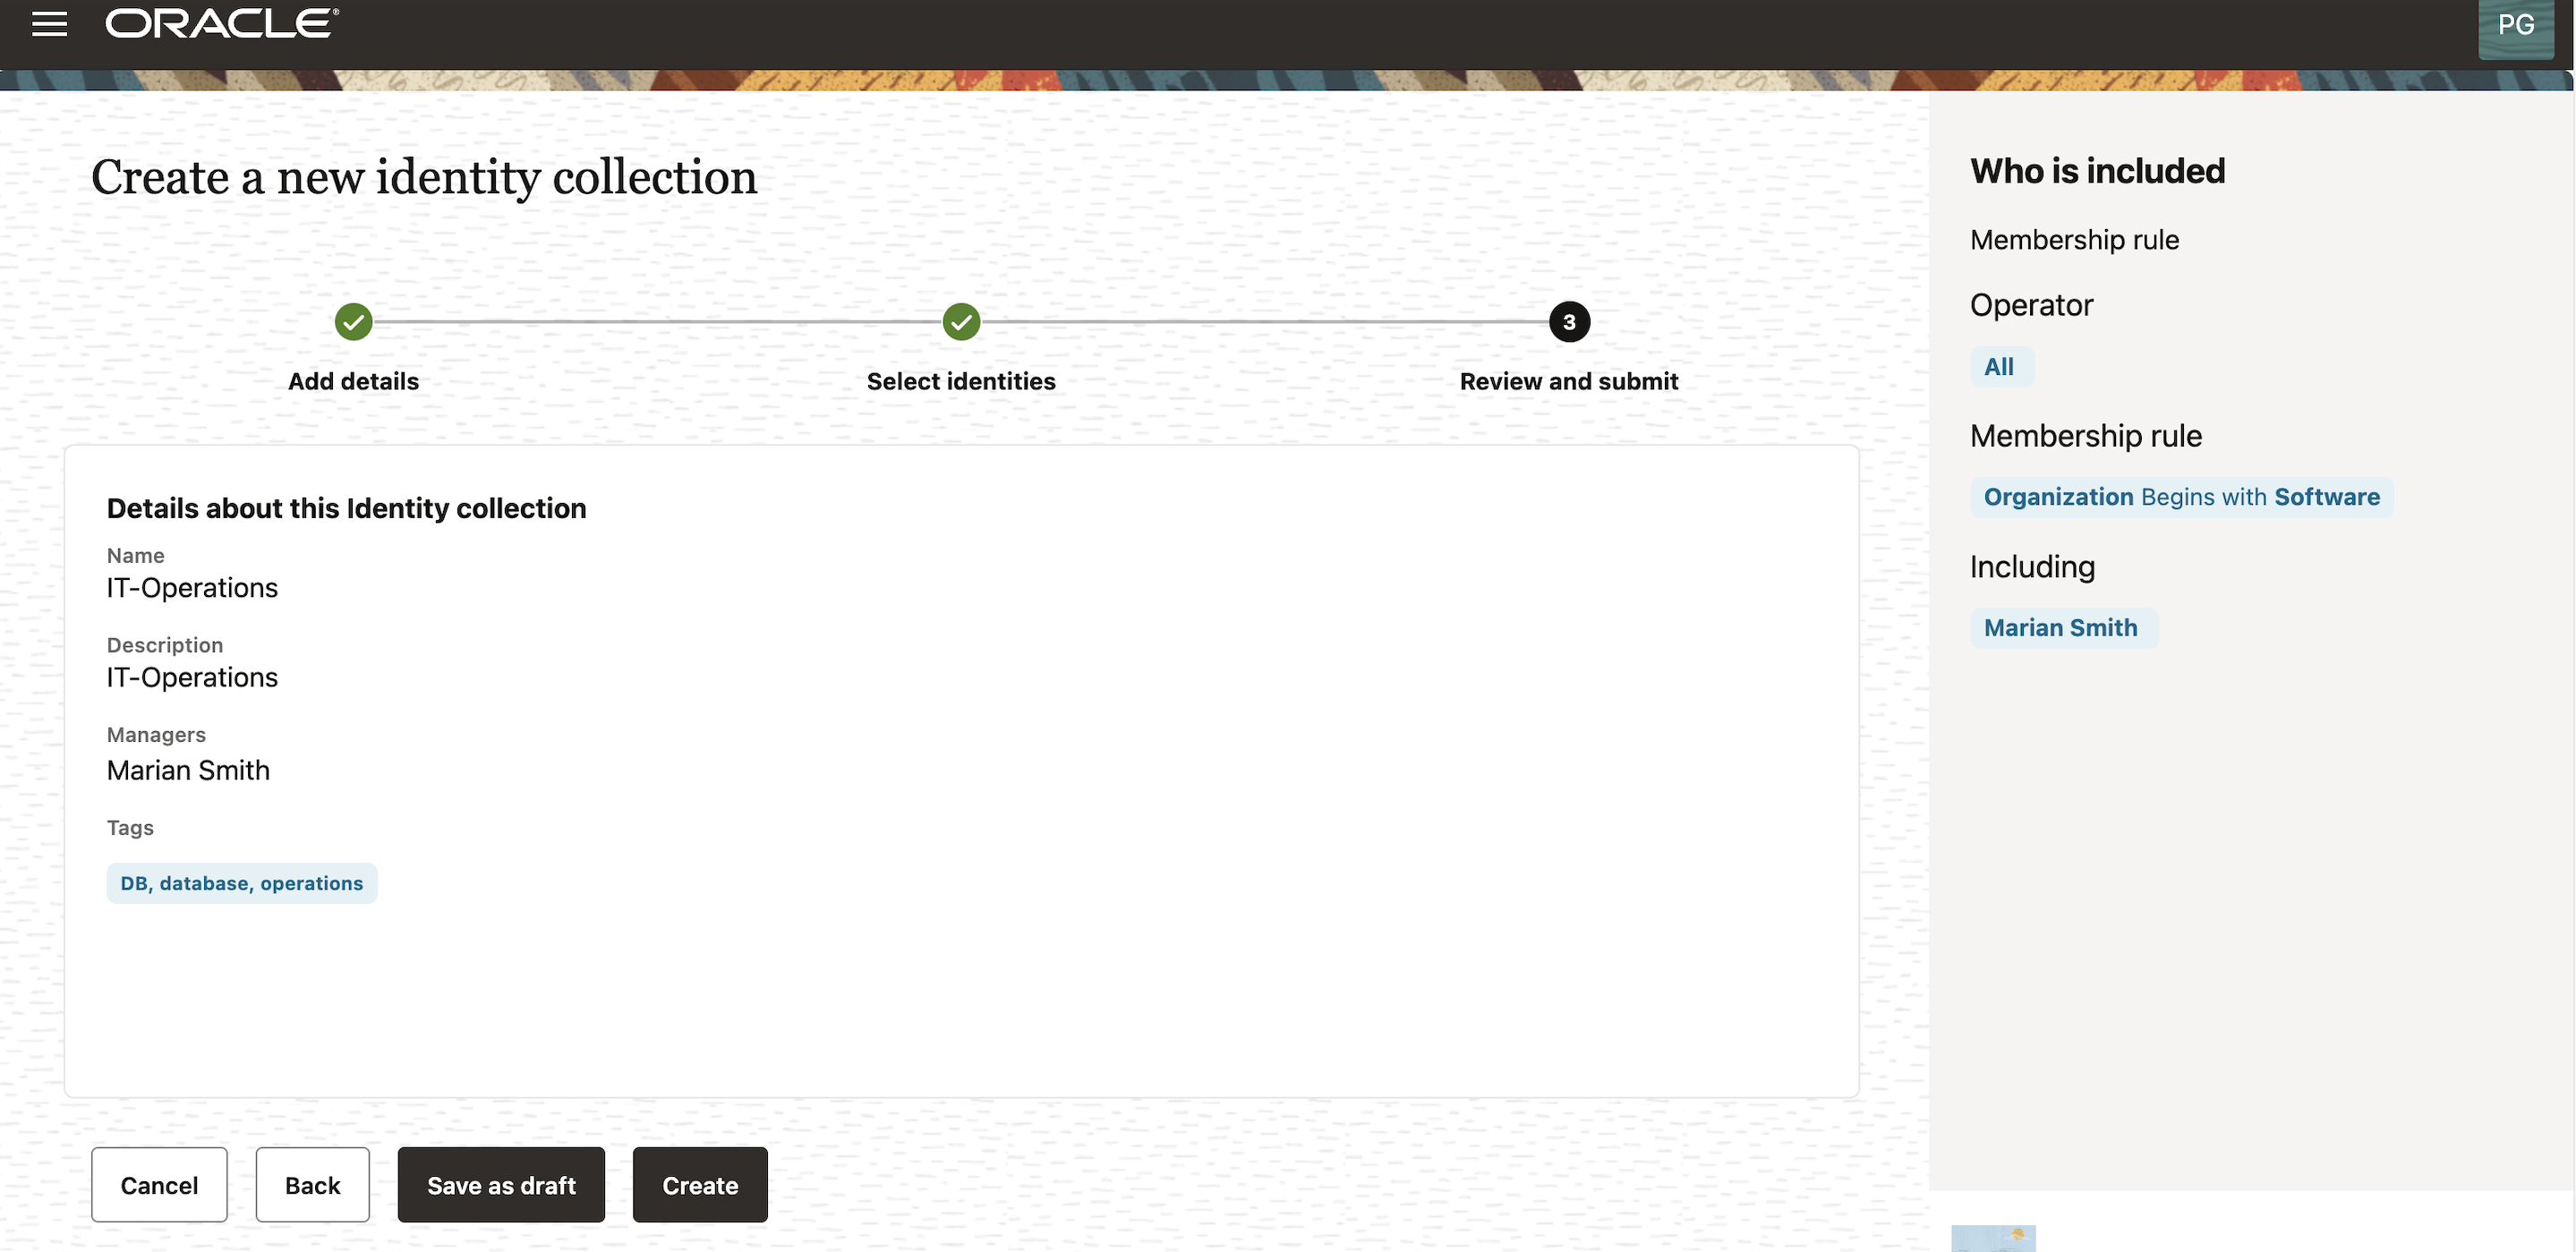 ORACLE
PG
Create a new identity collection
3
Add details
Select identities
Review and submit
Details about this Identity collection
Name
IT-Operations
Description
IT-Operations
Managers
Marian Smith
Tags
DB, database, operations
Cancel
Back
Save as draft
Create
Who is included
Membership rule
Operator
All
Membership rule
Organization Begins with Software
Including
Marian Smith